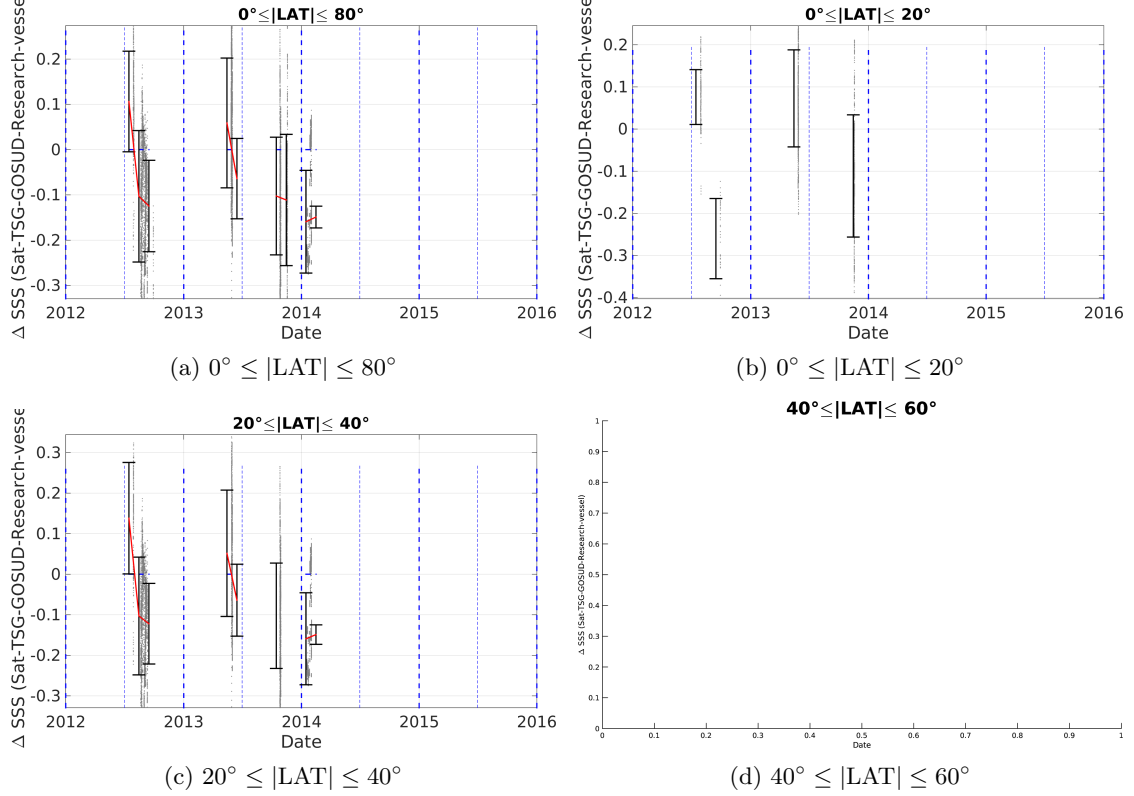 0°≤|LAT|≤ 80°
Δ SSS (Sat-TSG-GOSUD-Research-vesse
0.2
0.1
0
-0.1
-0.2
-0.3
2012 2013 2014 2015 2016
Date
(a) 0° ≤ |LAT| ≤ 80°
0°≤|LAT|≤ 20°
Δ SSS (Sat-TSG-GOSUD-Research-vesse
0.2
0.1
0
-0.1
-0.2
-0.3
-0.4
2012 2013 2014 2015 2016
Date
(b) 0° ≤ |LAT| ≤ 20°
20°≤|LAT|≤ 40°
Δ SSS (Sat-TSG-GOSUD-Research-vesse
0.3
0.2
0.1
0
-0.1
-0.2
-0.3
2012 2013 2014 2015 2016
Date
(c) 20° ≤ |LAT| ≤ 40°
40°≤|LAT|≤ 60°
Δ SSS (Sat-TSG-GOSUD-Research-vessel)
1
0.9
0.8
0.7
0.6
0.5
0.4
0.3
0.2
0.1
0
0 0.1 0.2 0.3 0.4 0.5 0.6 0.7 0.8 0.9 1
Date
(d) 40° ≤ |LAT| ≤ 60°